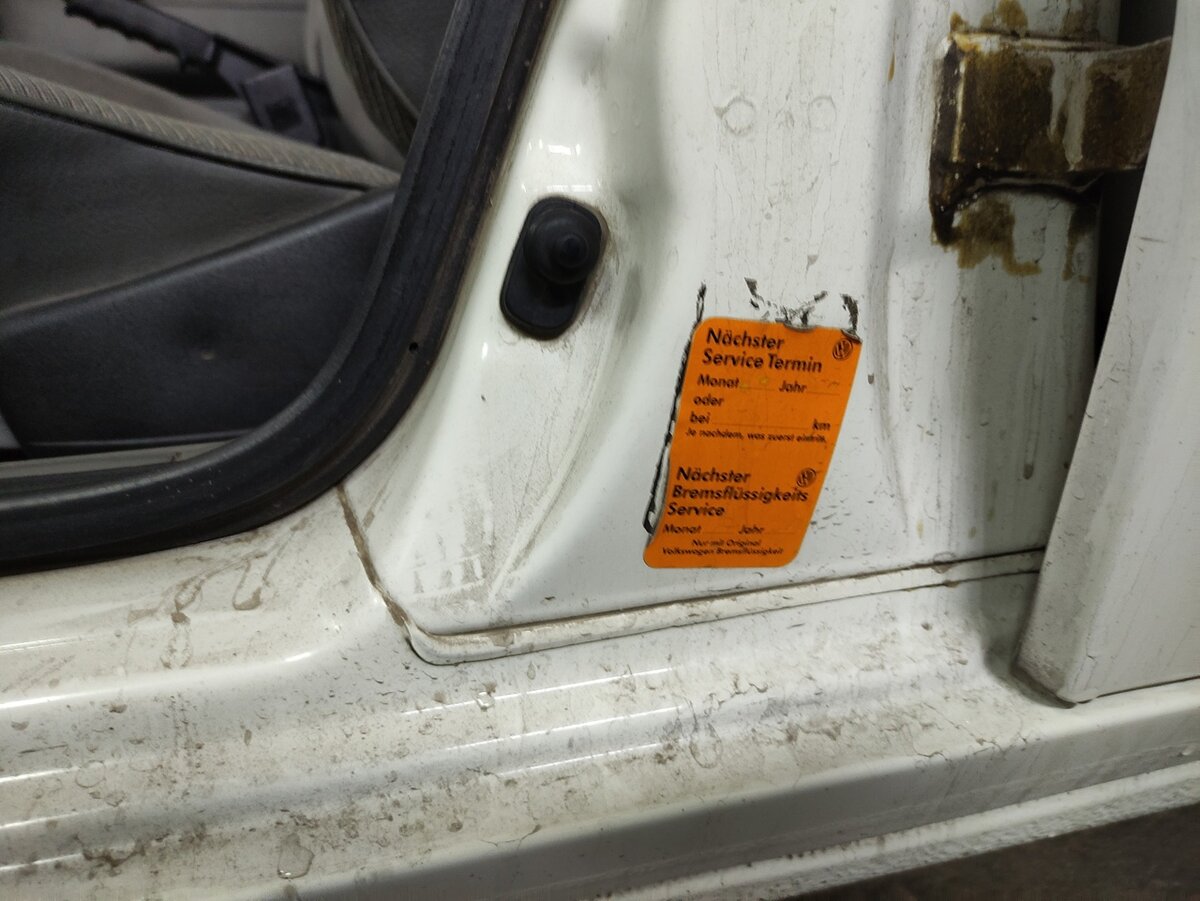 Nächster
Service Termin
Monat Jahr
oder
bei km
Je nachdem, was zuerst eintritt.
Nächster
Bremsflüssigkeits
Service
Monat Jahr
Nur mit Original
Volkswagen Bremsflüssigkeit